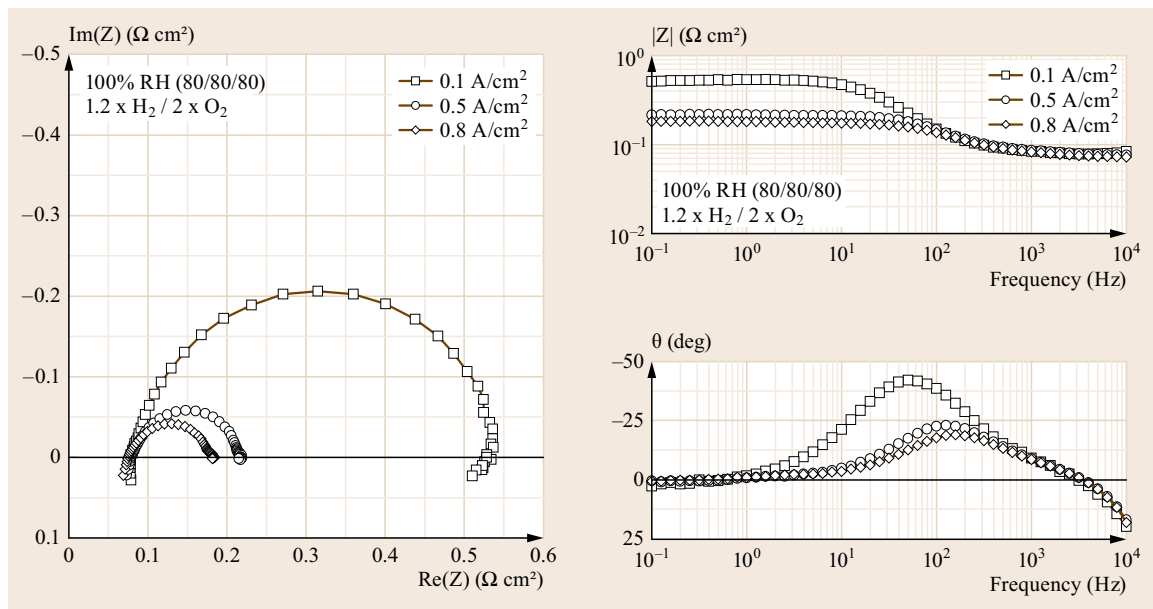 Im(Z) (Ω cm²)
–0.5
–0.4
–0.3
–0.2
–0.1
0
0.1
100% RH (80/80/80)
1.2 x H₂ / 2 x O₂
0.1 A/cm²
0.5 A/cm²
0.8 A/cm²
0 0.1 0.2 0.3 0.4 0.5 0.6
Re(Z) (Ω cm²)
|Z| (Ω cm²)
10⁰
10⁻¹
10⁻²
0.1 A/cm²
0.5 A/cm²
0.8 A/cm²
100% RH (80/80/80)
1.2 x H₂ / 2 x O₂
10⁻¹ 10⁰ 10¹ 10² 10³ 10⁴
Frequency (Hz)
θ (deg)
–50
–25
0
25
10⁻¹ 10⁰ 10¹ 10² 10³ 10⁴
Frequency (Hz)